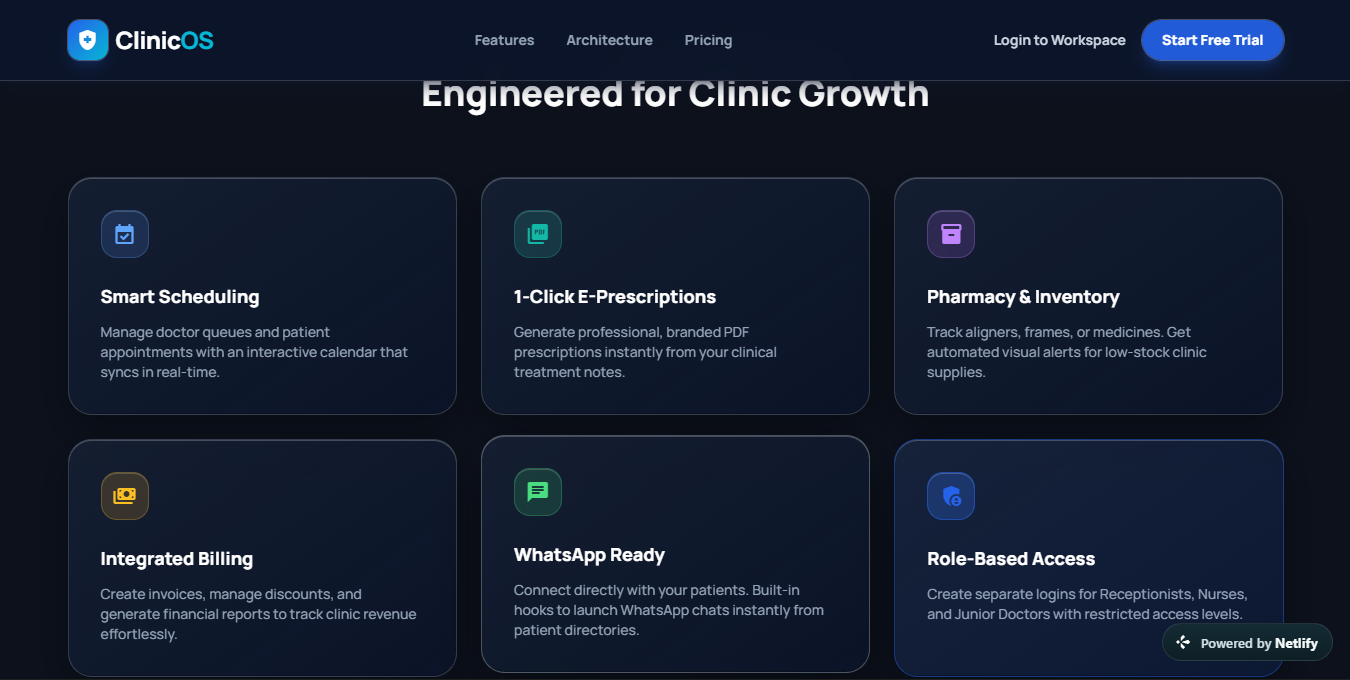 ClinicOS
Features
Architecture
Pricing
Login to Workspace
Start Free Trial
Engineered for Clinic Growth
Smart Scheduling
Manage doctor queues and patient
appointments with an interactive calendar that
syncs in real-time.
PDF
1-Click E-Prescriptions
Generate professional, branded PDF
prescriptions instantly from your clinical
treatment notes.
Pharmacy & Inventory
Track aligners, frames, or medicines. Get
automated visual alerts for low-stock clinic
supplies.
Integrated Billing
Create invoices, manage discounts, and
generate financial reports to track clinic revenue
effortlessly.
WhatsApp Ready
Connect directly with your patients. Built-in
hooks to launch WhatsApp chats instantly from
patient directories.
Role-Based Access
Create separate logins for Receptionists, Nurses,
and Junior Doctors with restricted access levels.
Powered by Netlify